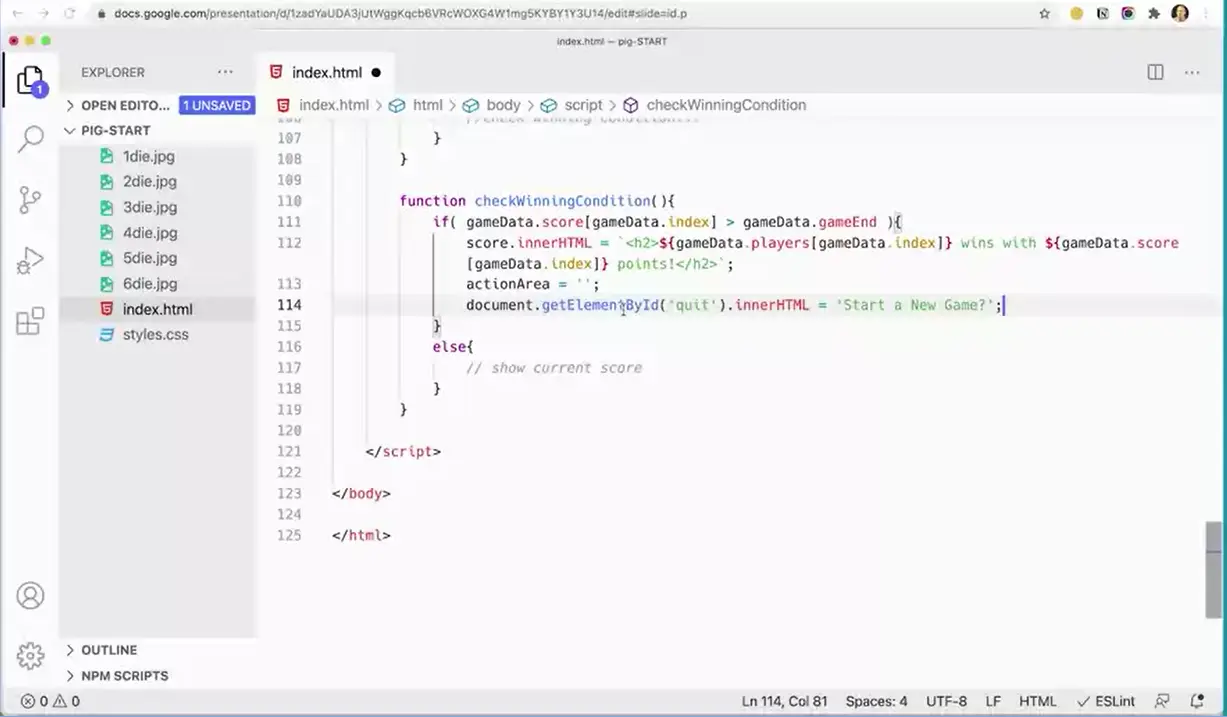 docs.google.com/presentation/d/1zadYaUDA3jUtWggKqcb6VRcWOXG4W1mg5KYBY1Y3U14/edit#slide=id.p
index.html — pig-START
EXPLORER
index.html
1
OPEN EDITO... 1 UNSAVED
index.html > html > body > script > checkWinningCondition
PIG-START
1die.jpg
2die.jpg
3die.jpg
4die.jpg
5die.jpg
6die.jpg
index.html
styles.css
107 }
108 }
109
110 function checkWinningCondition(){
111 if( gameData.score[gameData.index] > gameData.gameEnd ){
112 score.innerHTML = `<h2>${gameData.players[gameData.index]} wins with ${gameData.score
[gameData.index]} points!</h2>`;
113 actionArea = '';
114 document.getElementById('quit').innerHTML = 'Start a New Game?';
115 }
116 else{
117 // show current score
118 }
119 }
120
121 </script>
122
123 </body>
124
125 </html>
OUTLINE
NPM SCRIPTS
0 0
Ln 114, Col 81 Spaces: 4 UTF-8 LF HTML ESLint